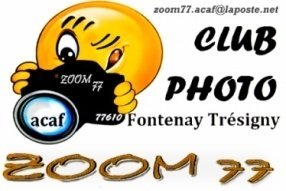 zoom77.acaf@laposte.net
CLUB
PHOTO
ZOOM
77
acaf
77610
Fontenay Trésigny
ZOOM 77